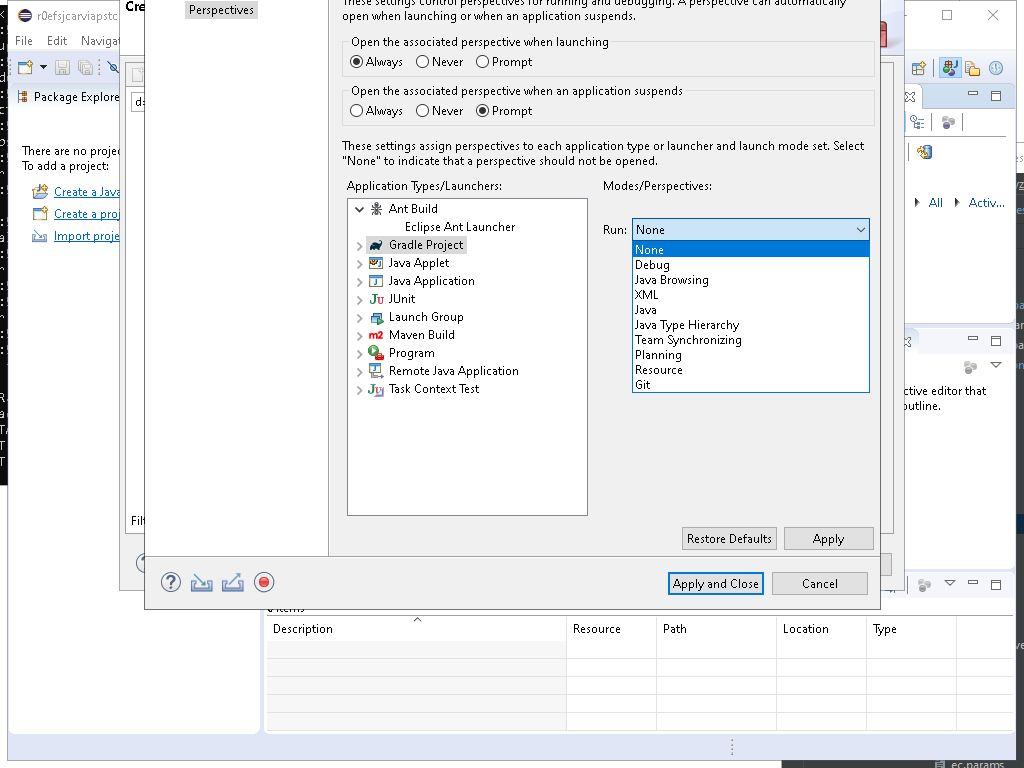 r0efsjcarviapstc
Cre
Perspectives
These settings control perspectives for running and debugging. A perspective can automatically
open when launching or when an application suspends.
File Edit Naviga
Open the associated perspective when launching
Always Never Prompt
Package Explore
Open the associated perspective when an application suspends
Always Never Prompt
There are no proje
To add a project:
Create a Java
Create a proj
Import proje
These settings assign perspectives to each application type or launcher and launch mode set. Select
"None" to indicate that a perspective should not be opened.
Application Types/Launchers:
Modes/Perspectives:
Ant Build
Eclipse Ant Launcher
Gradle Project
Java Applet
Java Application
JUnit
Launch Group
Maven Build
Program
Remote Java Application
Task Context Test
Run: None
None
Debug
Java Browsing
XML
Java
Java Type Hierarchy
Team Synchronizing
Planning
Resource
Git
All Activ...
ctive editor that
outline.
Filt
Restore Defaults Apply
Apply and Close Cancel
Description Resource Path Location Type
ec.params